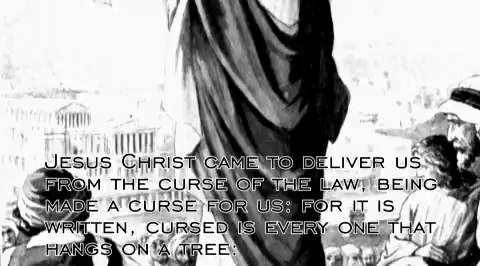 Jesus Christ came to deliver us
from the curse of the law, being
made a curse for us: for it is
written, cursed is every one that
hangs on a tree: